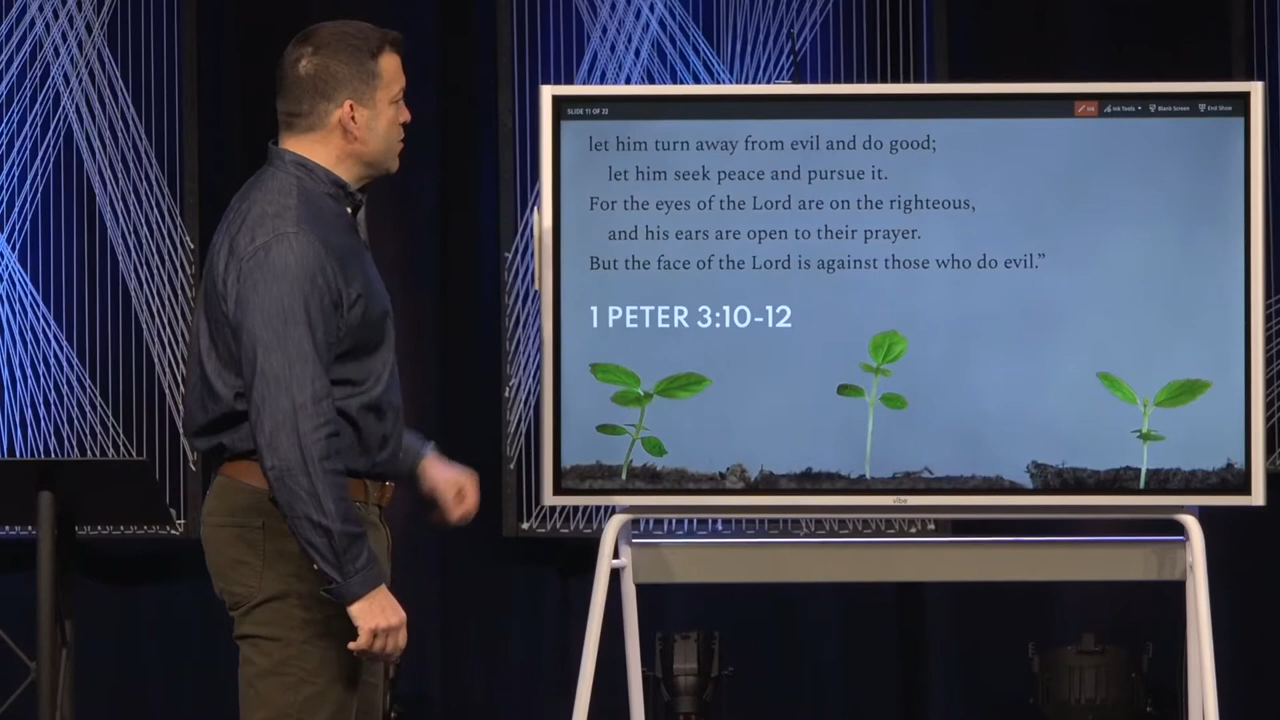 SLIDE 11 OF 22
Ink
Ink Tools
Blank Screen
End Show
let him turn away from evil and do good;
let him seek peace and pursue it.
For the eyes of the Lord are on the righteous,
and his ears are open to their prayer.
But the face of the Lord is against those who do evil.”
1 PETER 3:10-12
vibe